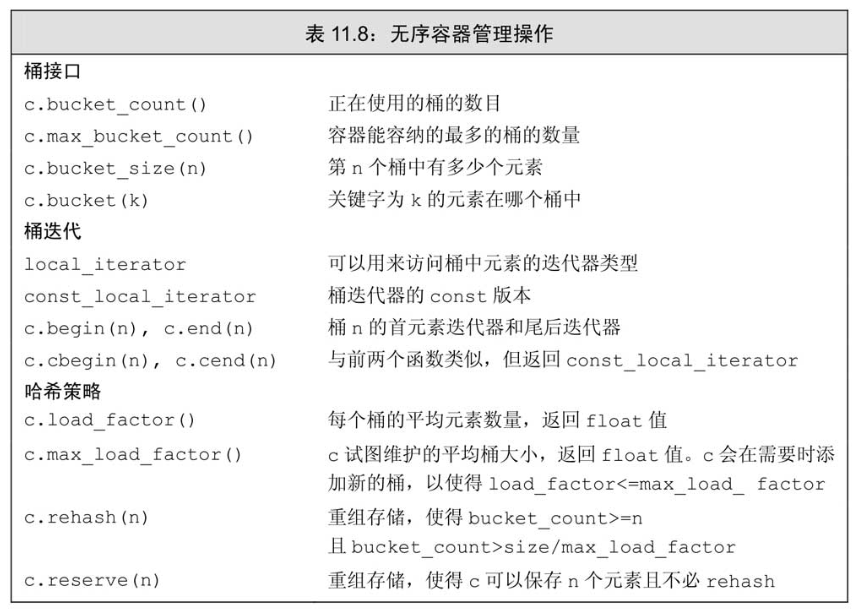 表 11.8：无序容器管理操作
桶接口
c.bucket_count() 正在使用的桶的数目
c.max_bucket_count() 容器能容纳的最多的桶的数量
c.bucket_size(n) 第 n 个桶中有多少个元素
c.bucket(k) 关键字为 k 的元素在哪个桶中
桶迭代
local_iterator 可以用来访问桶中元素的迭代器类型
const_local_iterator 桶迭代器的 const 版本
c.begin(n), c.end(n) 桶 n 的首元素迭代器和尾后迭代器
c.cbegin(n), c.cend(n) 与前两个函数类似，但返回 const_local_iterator
哈希策略
c.load_factor() 每个桶的平均元素数量，返回 float 值
c.max_load_factor() c 试图维护的平均桶大小，返回 float 值。c 会在需要时添
加新的桶，以使得 load_factor<=max_load_ factor
c.rehash(n) 重组存储，使得 bucket_count>=n
且 bucket_count>size/max_load_factor
c.reserve(n) 重组存储，使得 c 可以保存 n 个元素且不必 rehash